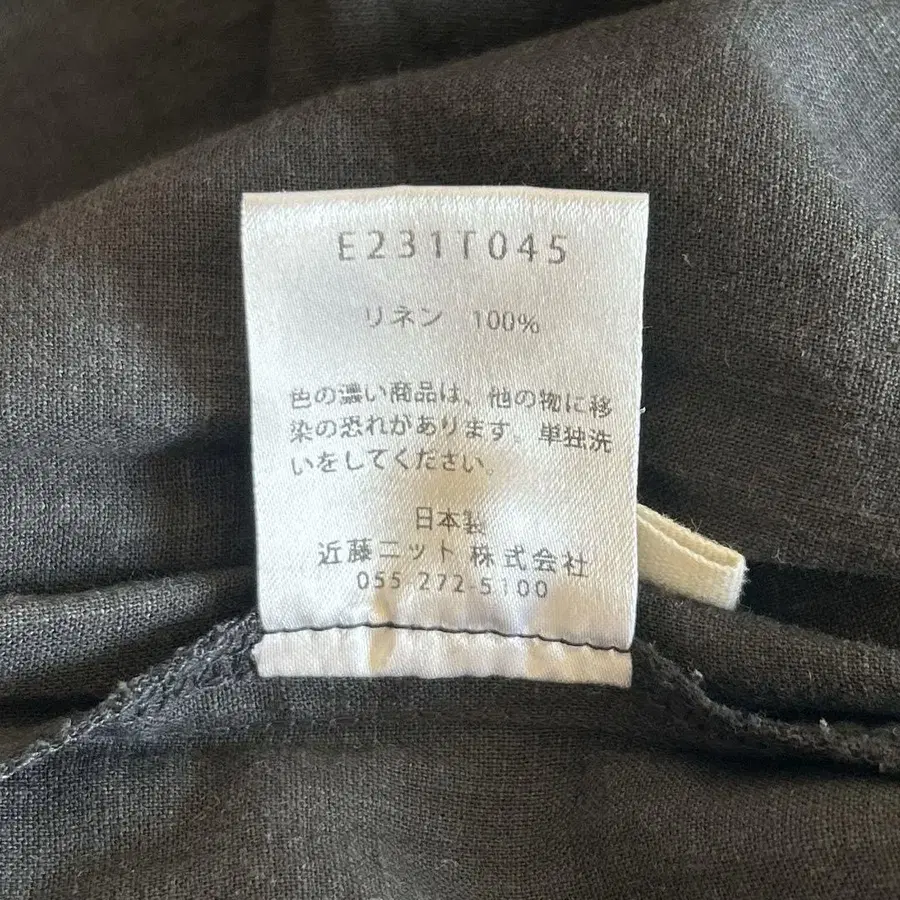 E231T045
リネン 100%
色の濃い商品は、他の物に移
染の恐れがあります。単独洗
いをしてください。
日本製
近藤ニット 株式会社
055 272-5100